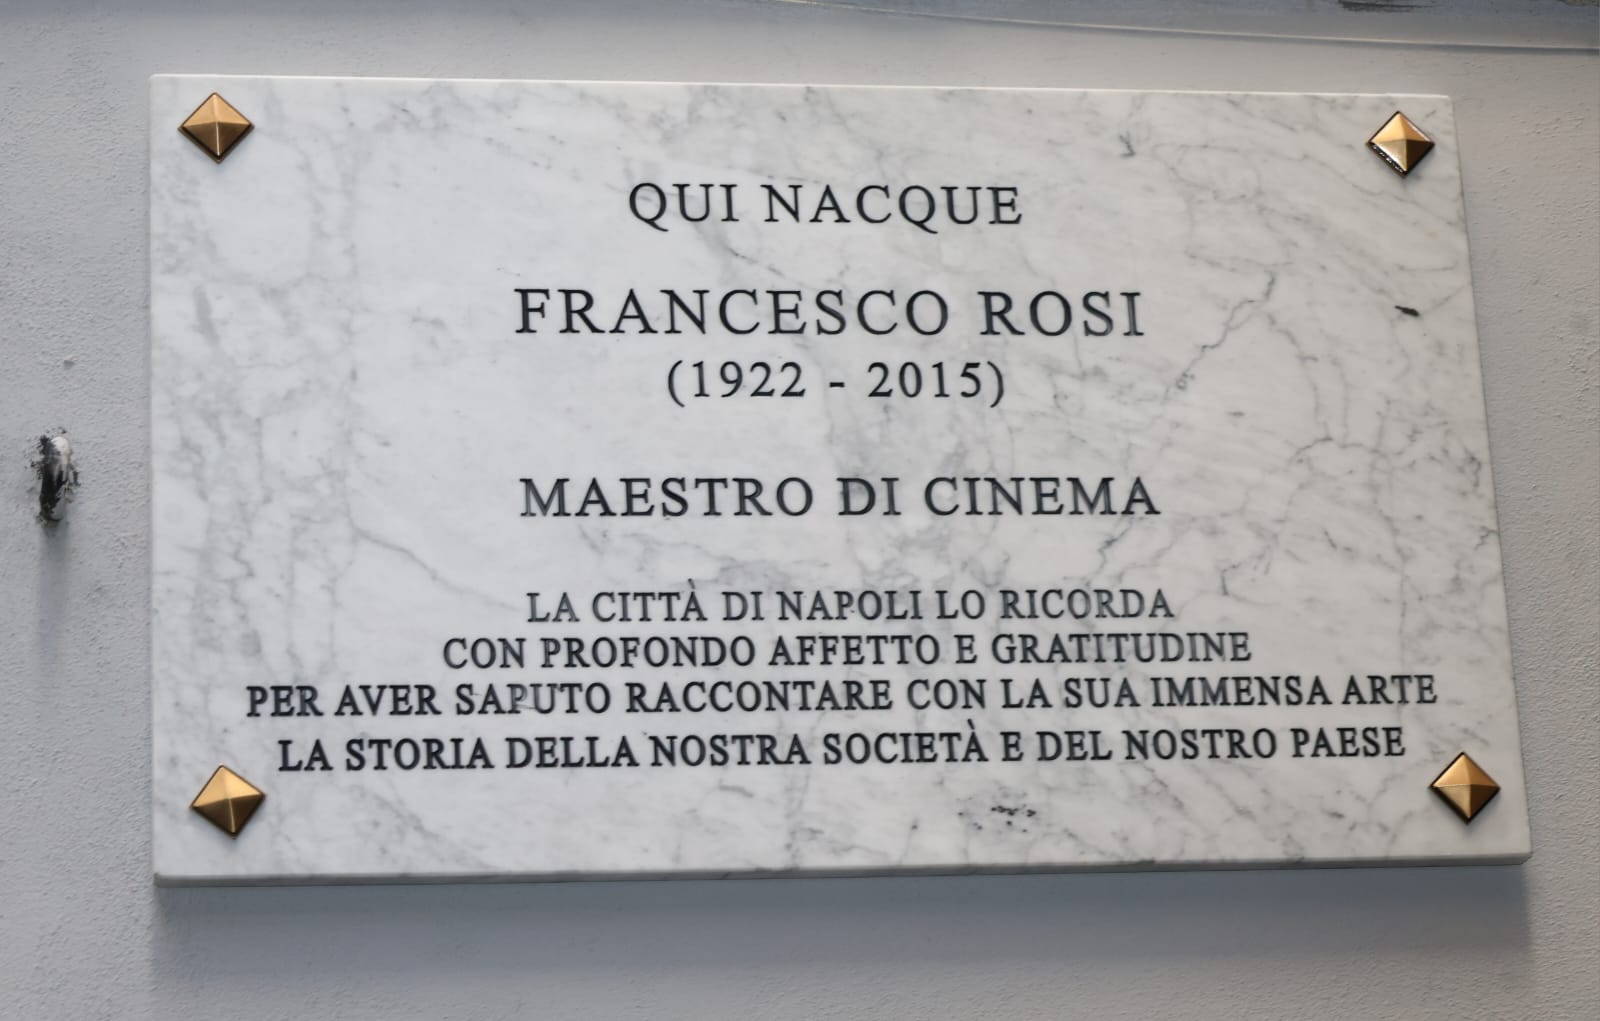 QUI NACQUE
FRANCESCO ROSI
(1922 - 2015)
MAESTRO DI CINEMA
LA CITTÀ DI NAPOLI LO RICORDA
CON PROFONDO AFFETTO E GRATITUDINE
PER AVER SAPUTO RACCONTARE CON LA SUA IMMENSA ARTE
LA STORIA DELLA NOSTRA SOCIETÀ E DEL NOSTRO PAESE